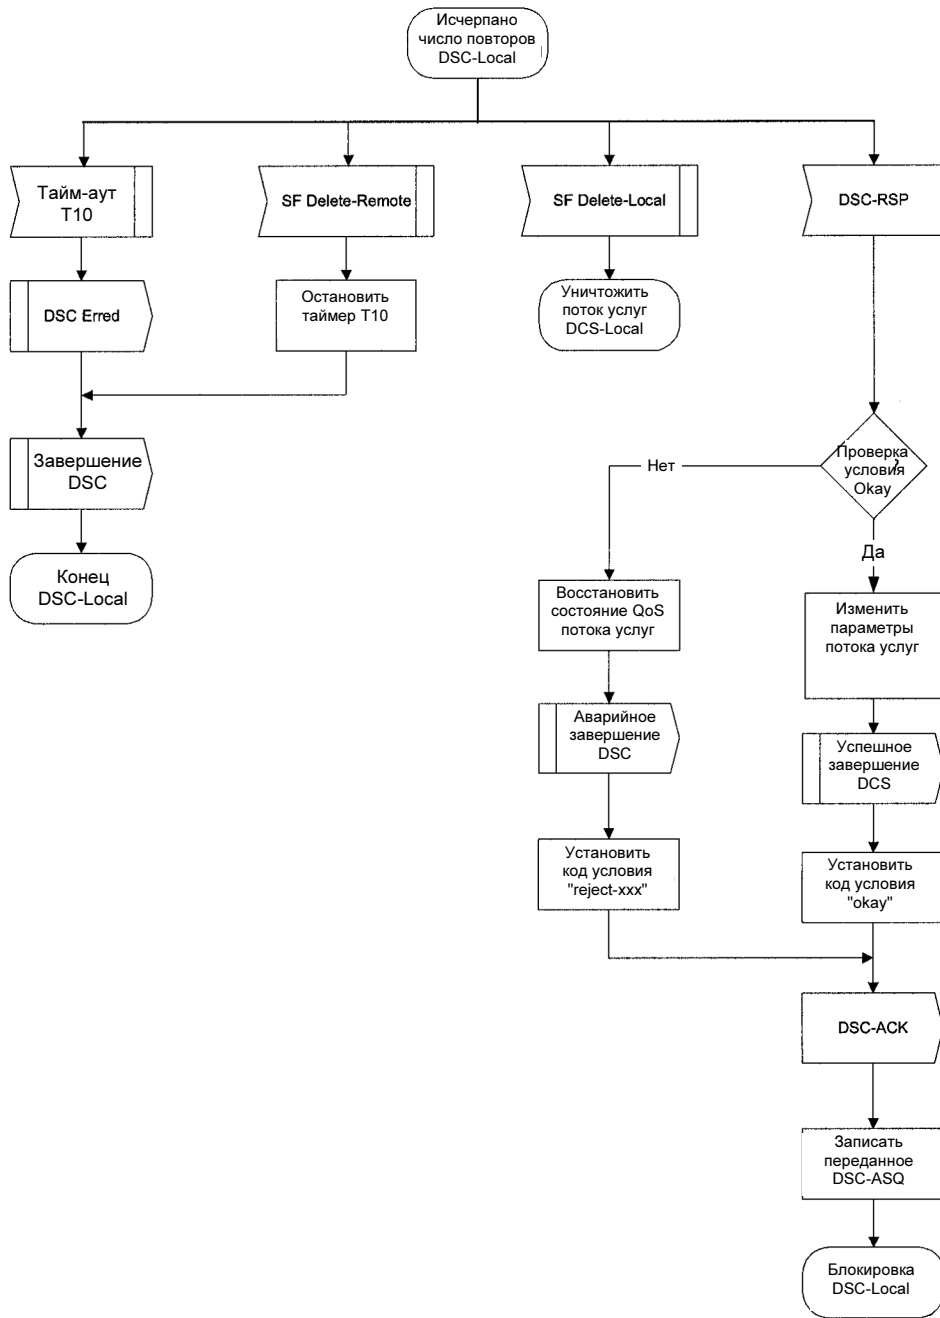 Исчерпано
число повторов
DSC-Local
Тайм-аут
T10
SF Delete-Remote
SF Delete-Local
DSC-RSP
DSC Erred
Остановить
таймер T10
Уничтожить
поток услуг
DCS-Local
Завершение
DSC
Нет
Проверка
условия ?
Okay
Да
Конец
DSC-Local
Восстановить
состояние QoS
потока услуг
Изменить
параметры
потока услуг
Аварийное
завершение
DSC
Успешное
завершение
DCS
Установить
код условия
"reject-xxx"
Установить
код условия
"okay"
DSC-ACK
Записать
переданное
DSC-ASQ
Блокировка
DSC-Local